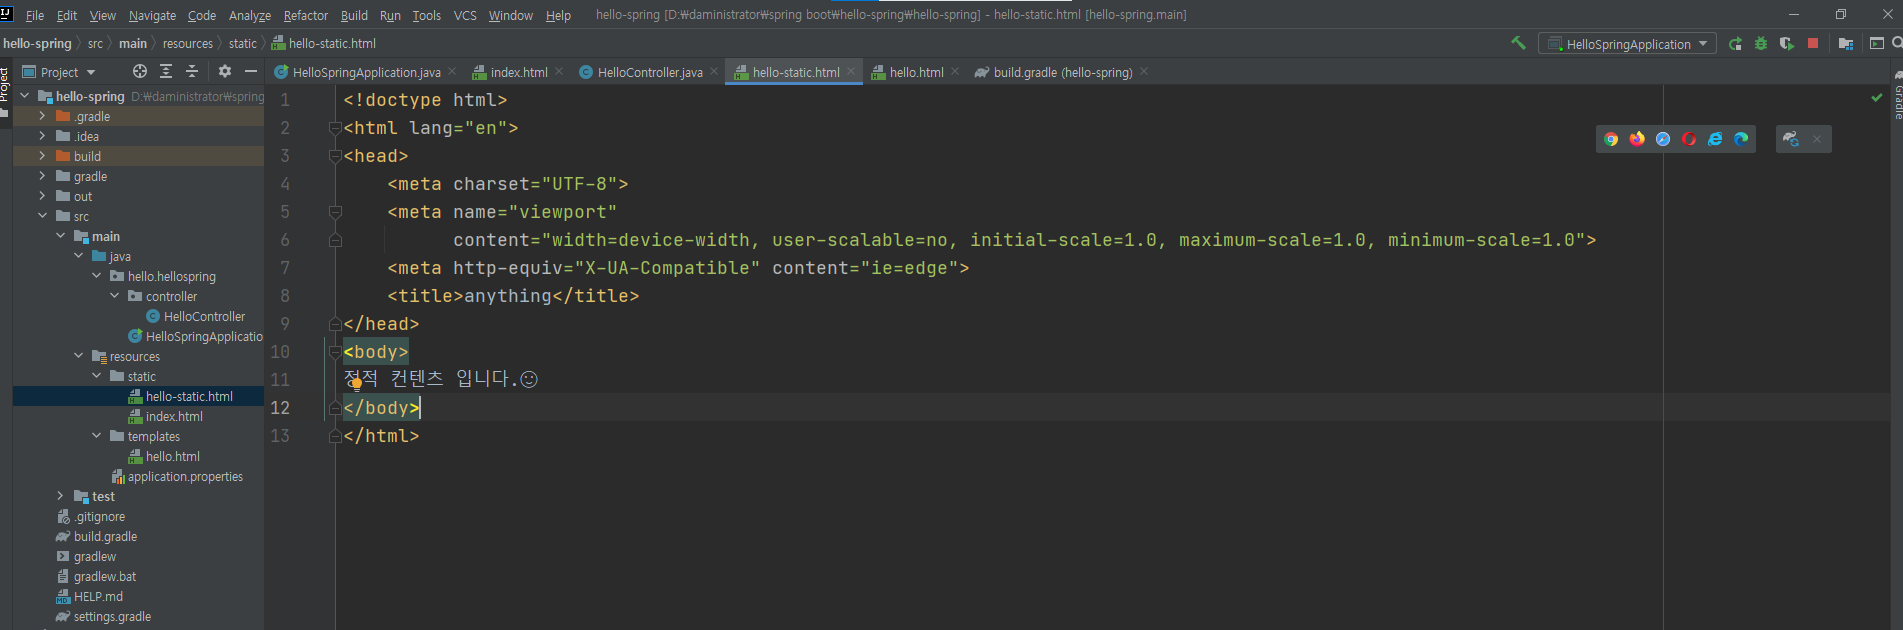 File Edit View Navigate Code Analyze Refactor Build Run Tools VCS Window Help hello-spring [D:₩daministrator₩spring boot₩hello-spring₩hello-spring] - hello-static.html [hello-spring.main]
hello-spring src main resources static hello-static.html HelloSpringApplication
Project HelloSpringApplication.java index.html HelloController.java hello-static.html hello.html build.gradle (hello-spring)
Project
Gradle
hello-spring D:₩daministrator₩spring
.gradle
.idea
build
gradle
out
src
main
java
hello.hellospring
controller
HelloController
HelloSpringApplicatio
resources
static
hello-static.html
index.html
templates
hello.html
application.properties
test
.gitignore
build.gradle
gradlew
gradlew.bat
HELP.md
settings.gradle
1 <!doctype html>
2 <html lang="en">
3 <head>
4 <meta charset="UTF-8">
5 <meta name="viewport"
6 content="width=device-width, user-scalable=no, initial-scale=1.0, maximum-scale=1.0, minimum-scale=1.0">
7 <meta http-equiv="X-UA-Compatible" content="ie=edge">
8 <title>anything</title>
9 </head>
10 <body>
11 정적 컨텐츠 입니다.☺
12 </body>
13 </html>